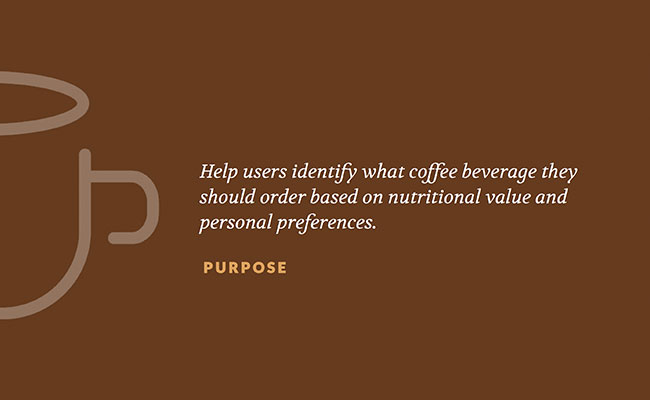 Help users identify what coffee beverage they
should order based on nutritional value and
personal preferences.
PURPOSE